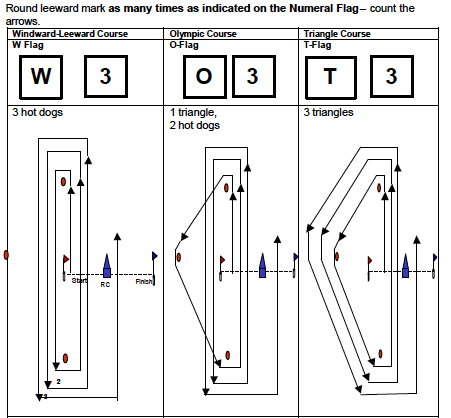 Round leeward mark as many times as indicated on the Numeral Flag– count the
arrows.
Windward-Leeward Course
W Flag
W 3
Olympic Course
O-Flag
O 3
Triangle Course
T-Flag
T 3
3 hot dogs
1 triangle,
2 hot dogs
3 triangles
Start
RC
Finish
2
3